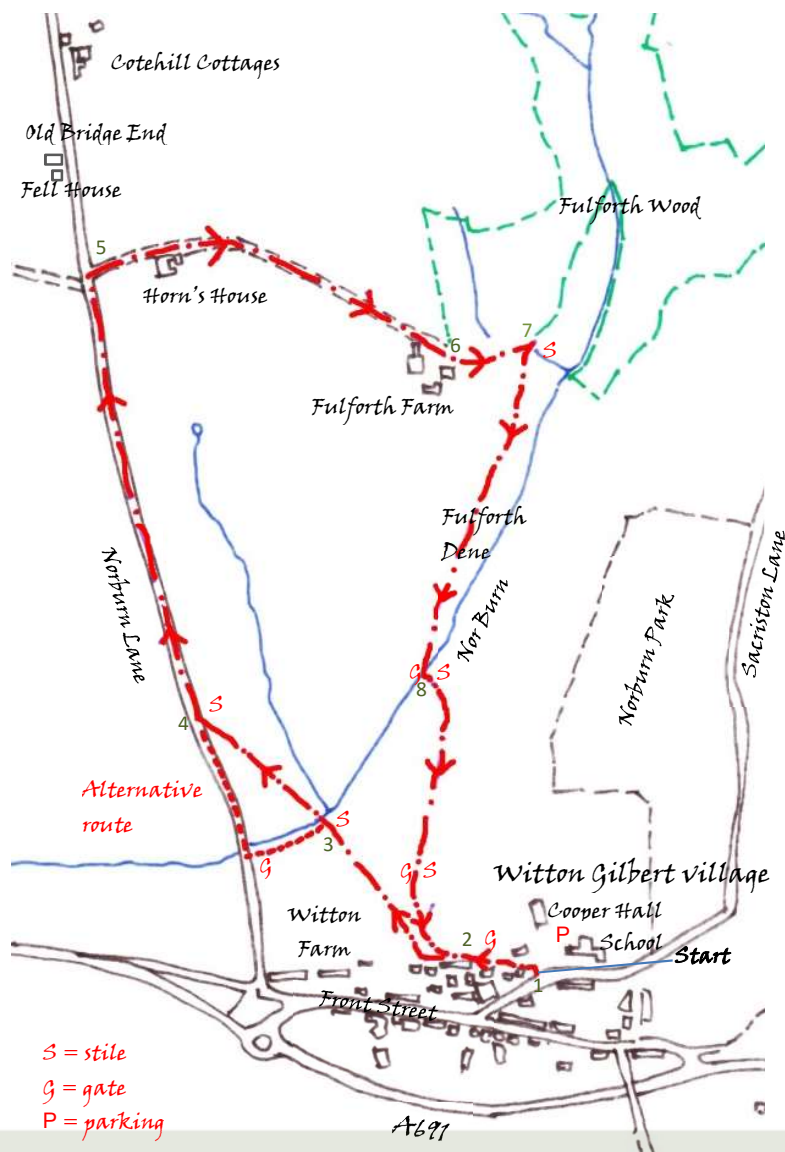 Cotehill Cottages
Old Bridge End
Fell House
Fulforth Wood
5
Horn's House
7
6
S
Fulforth Farm
Fulforth
Dene
Norburn Lane
Nor Burn
Norburn Park
Sacriston Lane
G
S
8
S
4
Alternative
route
S
3
G
G
S
Witton Gilbert village
Witton
Farm
Cooper Hall
P
School
2
G
Start
1
Front Street
S = stile
G = gate
P = parking
A691